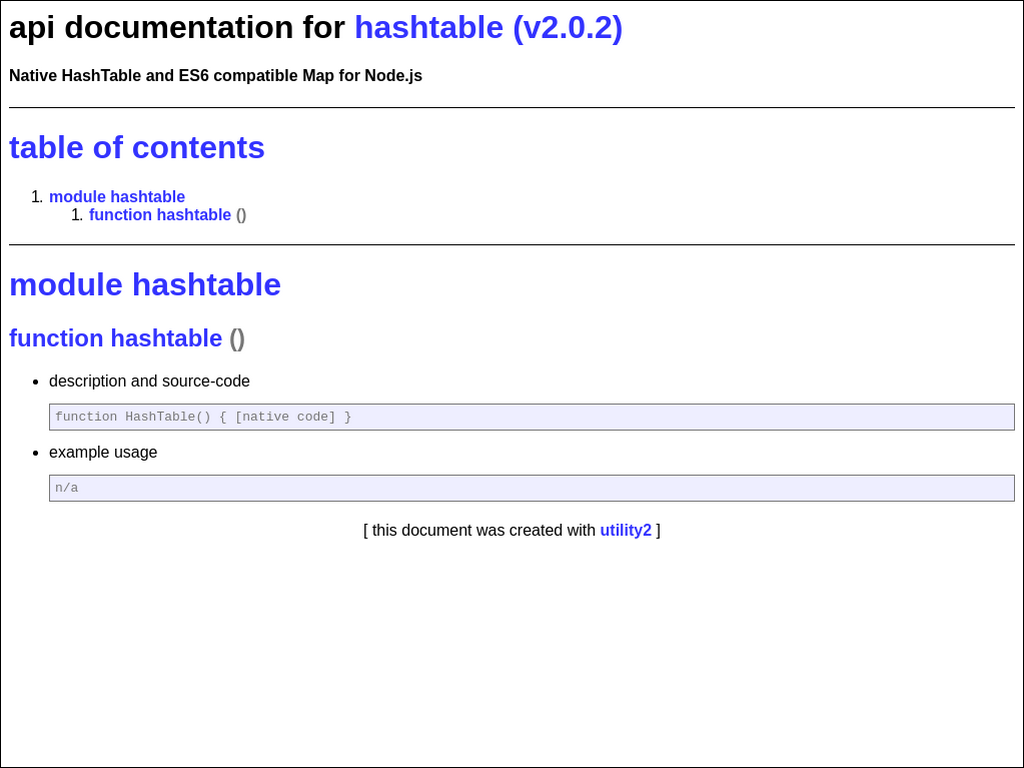 api documentation for hashtable (v2.0.2)
Native HashTable and ES6 compatible Map for Node.js
table of contents
1. module hashtable
1. function hashtable ()
module hashtable
function hashtable ()
• description and source-code
function HashTable() { [native code] }
• example usage
n/a
[ this document was created with utility2 ]